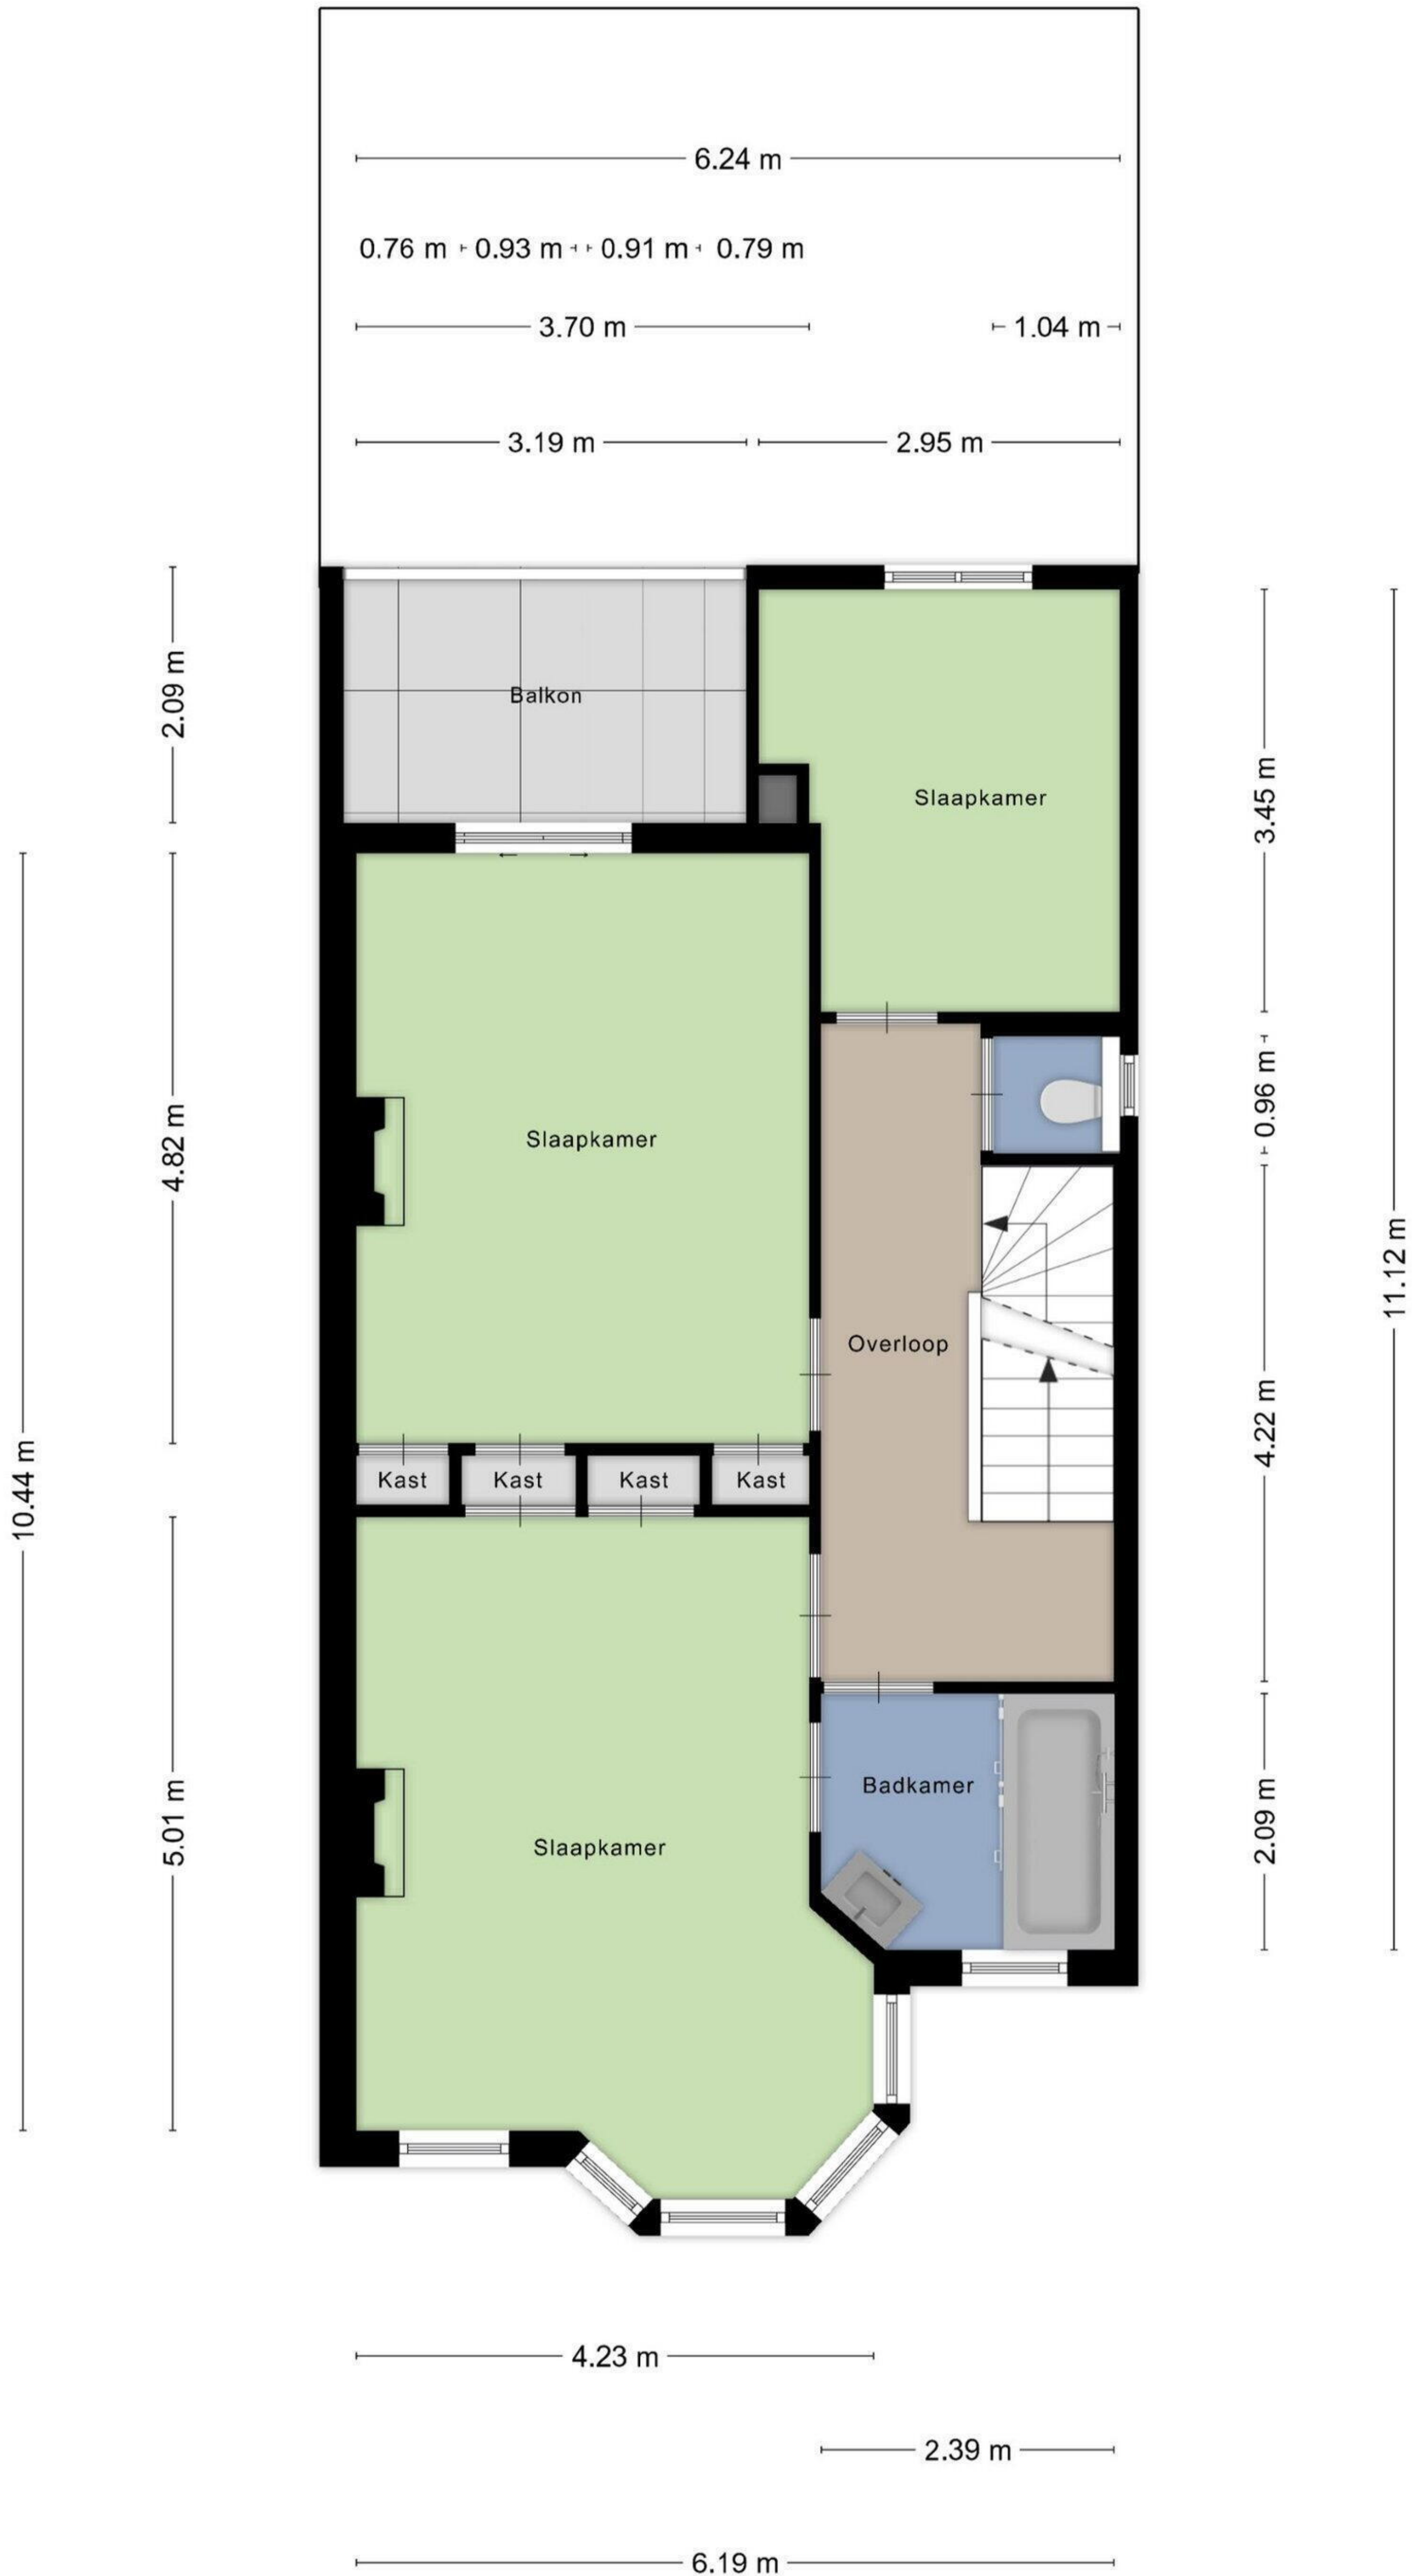 6.24 m
0.76 m 0.93 m 0.91 m 0.79 m
3.70 m 1.04 m
3.19 m 2.95 m
2.09 m
Balkon
Slaapkamer
3.45 m
0.96 m
4.82 m
Slaapkamer
11.12 m
Overloop
4.22 m
10.44 m
Kast Kast Kast Kast
Badkamer
2.09 m
5.01 m
Slaapkamer
4.23 m
2.39 m
6.19 m